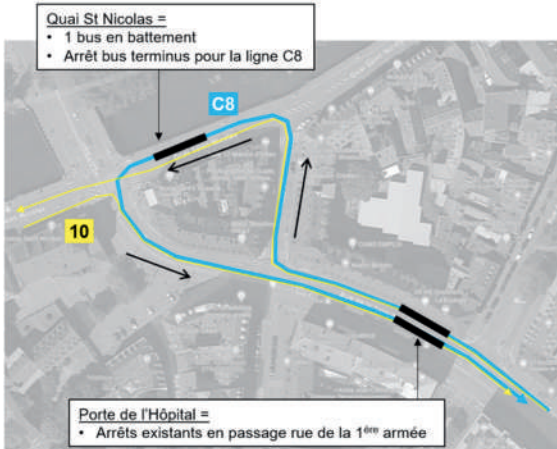 Quai St Nicolas =
• 1 bus en battement
• Arrêt bus terminus pour la ligne C8
C8
10
Porte de l'Hôpital =
• Arrêts existants en passage rue de la 1ère armée